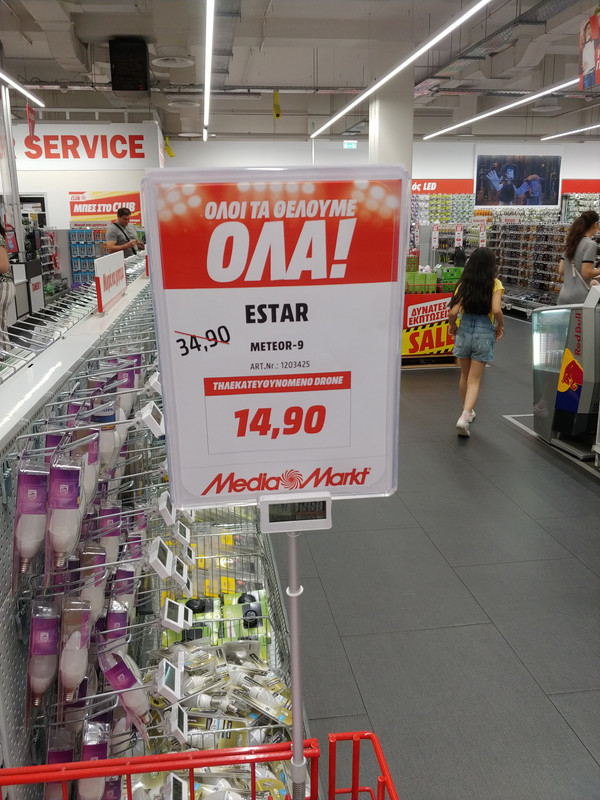 SERVICE
ΜΠΕΣ ΣΤΟ CLUB
ός LED
ΟΛΟΙ ΤΑ ΘΕΛΟΥΜΕ
ΟΛΑ!
ESTAR
34,90
METEOR-9
ART.Nr.: 1203425
ΤΗΛΕΚΑΤΕΥΘΥΝΟΜΕΝΟ DRONE
14,90
MediaMarkt
ΔΥΝΑΤΕΣ
ΕΚΠΤΩΣΕΙΣ
SALE
Red Bull